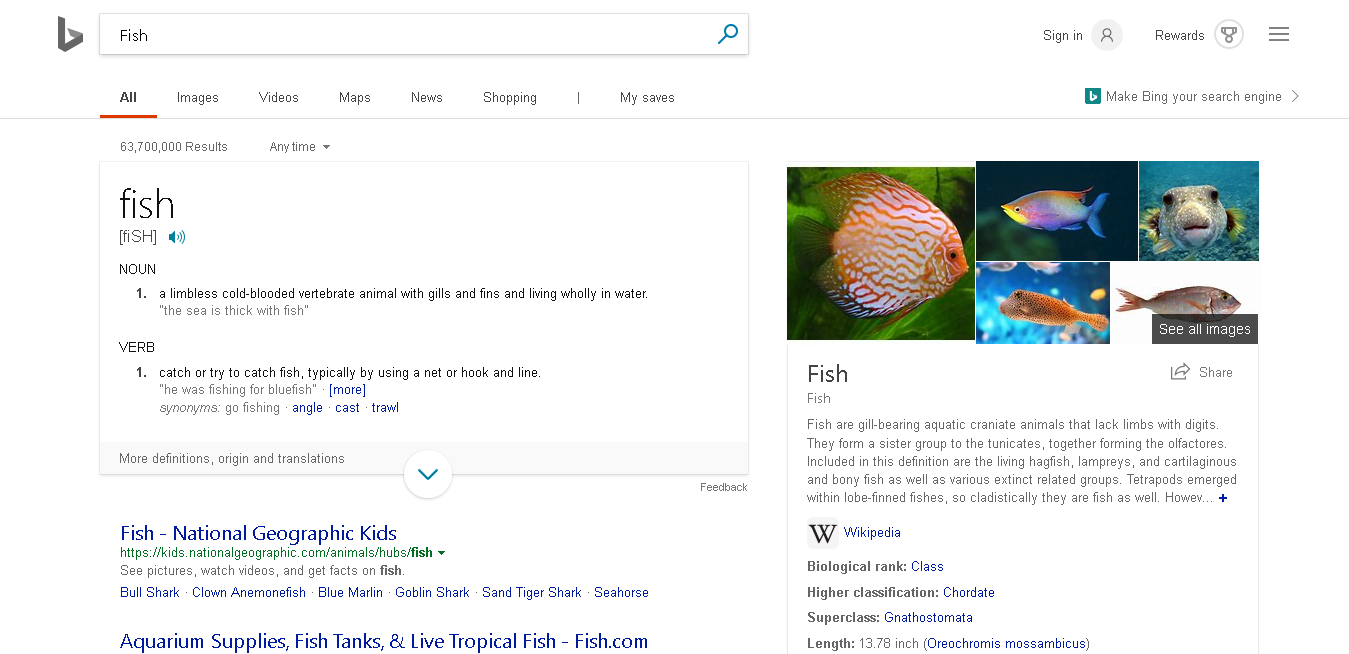 Fish
Sign in
Rewards
All Images Videos Maps News Shopping | My saves
Make Bing your search engine
63,700,000 Results Any time
fish
[fiSH]
NOUN
1. a limbless cold-blooded vertebrate animal with gills and fins and living wholly in water.
"the sea is thick with fish"
VERB
1. catch or try to catch fish, typically by using a net or hook and line.
"he was fishing for bluefish" · [more]
synonyms: go fishing · angle · cast · trawl
More definitions, origin and translations
Feedback
Fish - National Geographic Kids
https://kids.nationalgeographic.com/animals/hubs/fish
See pictures, watch videos, and get facts on fish.
Bull Shark · Clown Anemonefish · Blue Marlin · Goblin Shark · Sand Tiger Shark · Seahorse
Aquarium Supplies, Fish Tanks, & Live Tropical Fish - Fish.com
See all images
Fish
Share
Fish
Fish are gill-bearing aquatic craniate animals that lack limbs with digits.
They form a sister group to the tunicates, together forming the olfactores.
Included in this definition are the living hagfish, lampreys, and cartilaginous
and bony fish as well as various extinct related groups. Tetrapods emerged
within lobe-finned fishes, so cladistically they are fish as well. Howev... +
W Wikipedia
Biological rank: Class
Higher classification: Chordate
Superclass: Gnathostomata
Length: 13.78 inch (Oreochromis mossambicus)